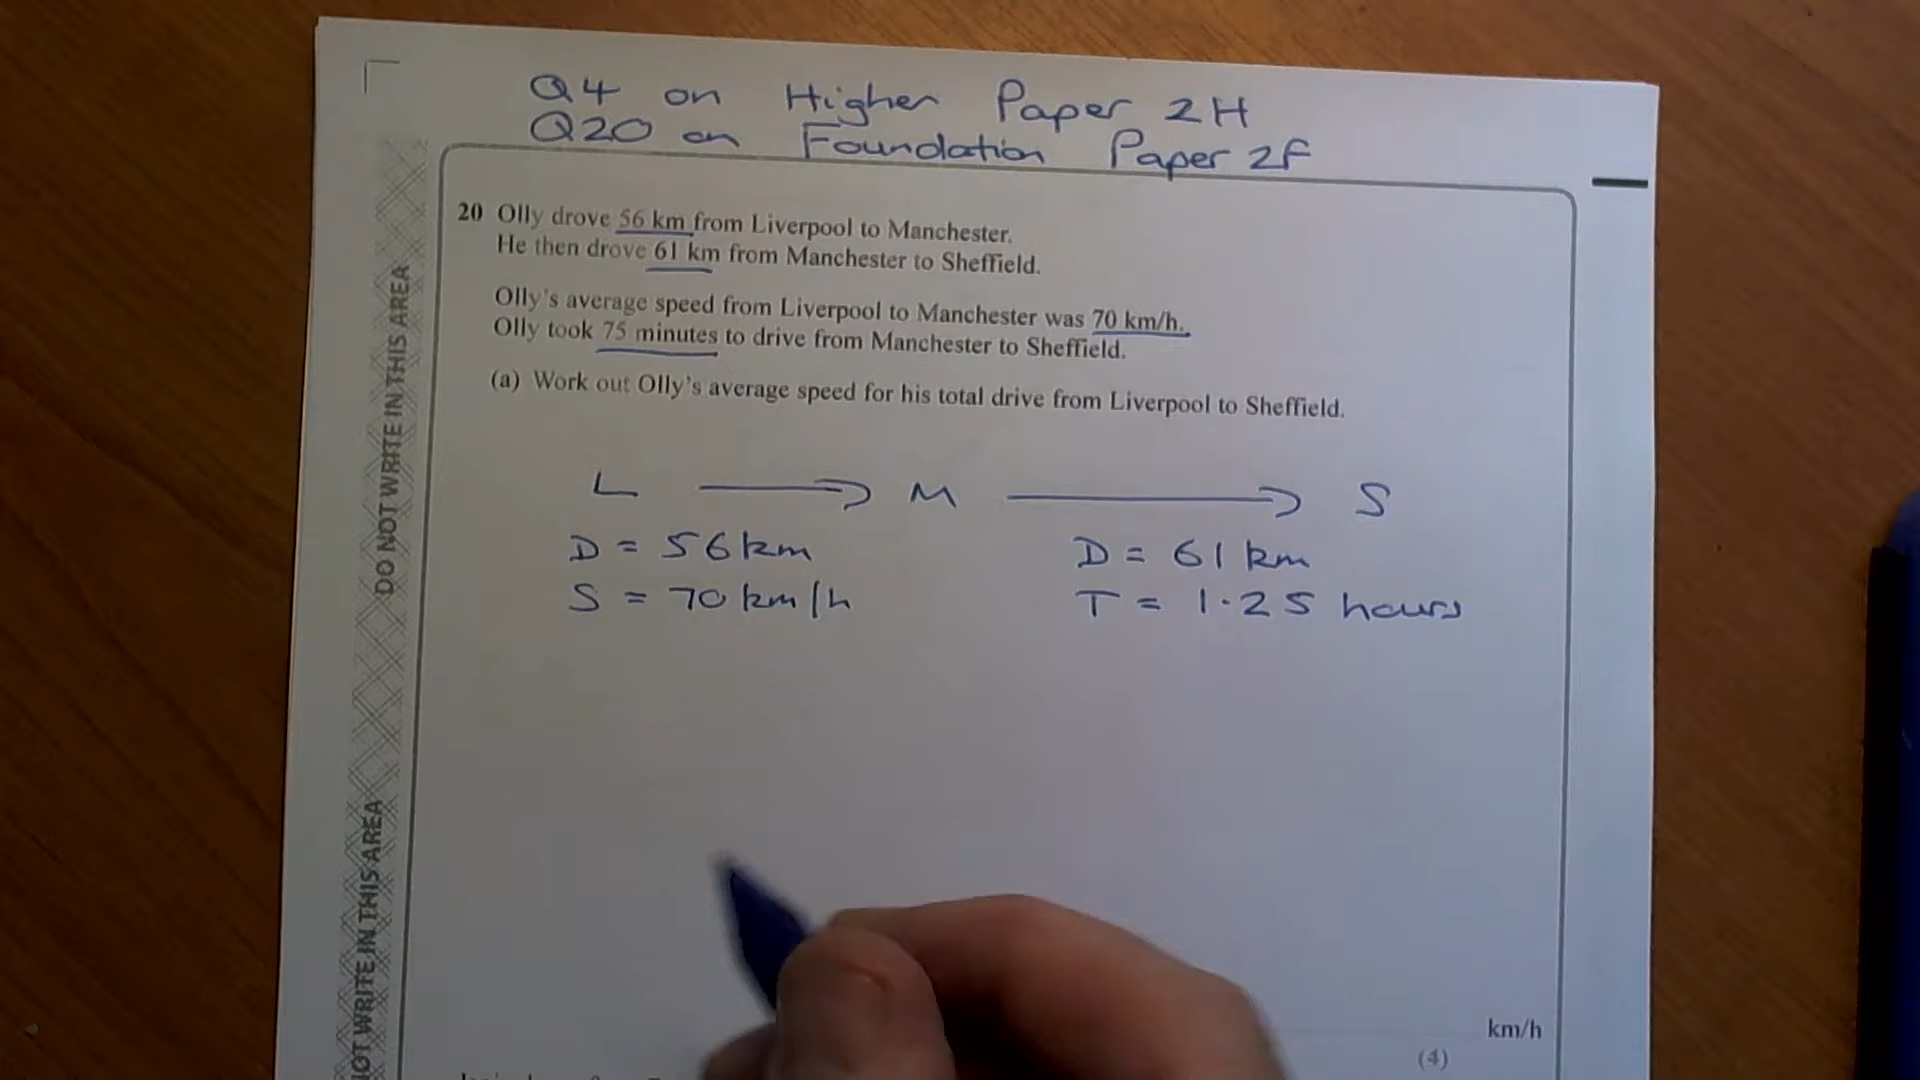 Q4 on Higher Paper 2H
Q20 on Foundation Paper 2F
20 Olly drove 56 km from Liverpool to Manchester.
He then drove 61 km from Manchester to Sheffield.
Olly's average speed from Liverpool to Manchester was 70 km/h.
Olly took 75 minutes to drive from Manchester to Sheffield.
(a) Work out Olly's average speed for his total drive from Liverpool to Sheffield.
L → M → S
D = 56 km D = 61 km
S = 70 km/h T = 1.25 hours
km/h
(4)
DO NOT WRITE IN THIS AREA
NOT WRITE IN THIS AREA